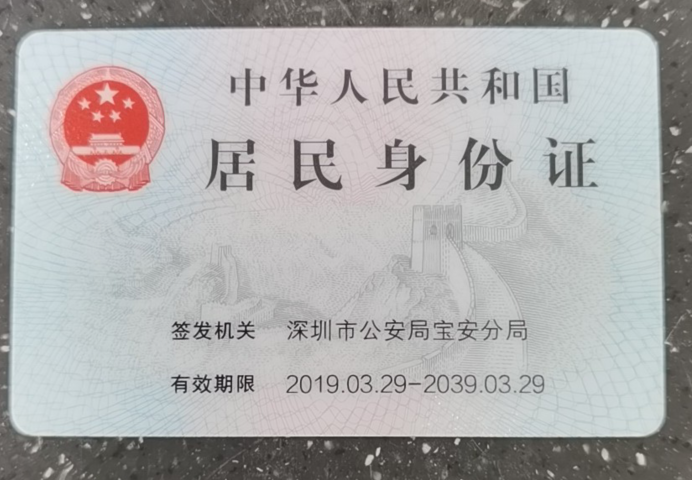 中华人民共和国
居民身份证
签发机关 深圳市公安局宝安分局
有效期限 2019.03.29-2039.03.29